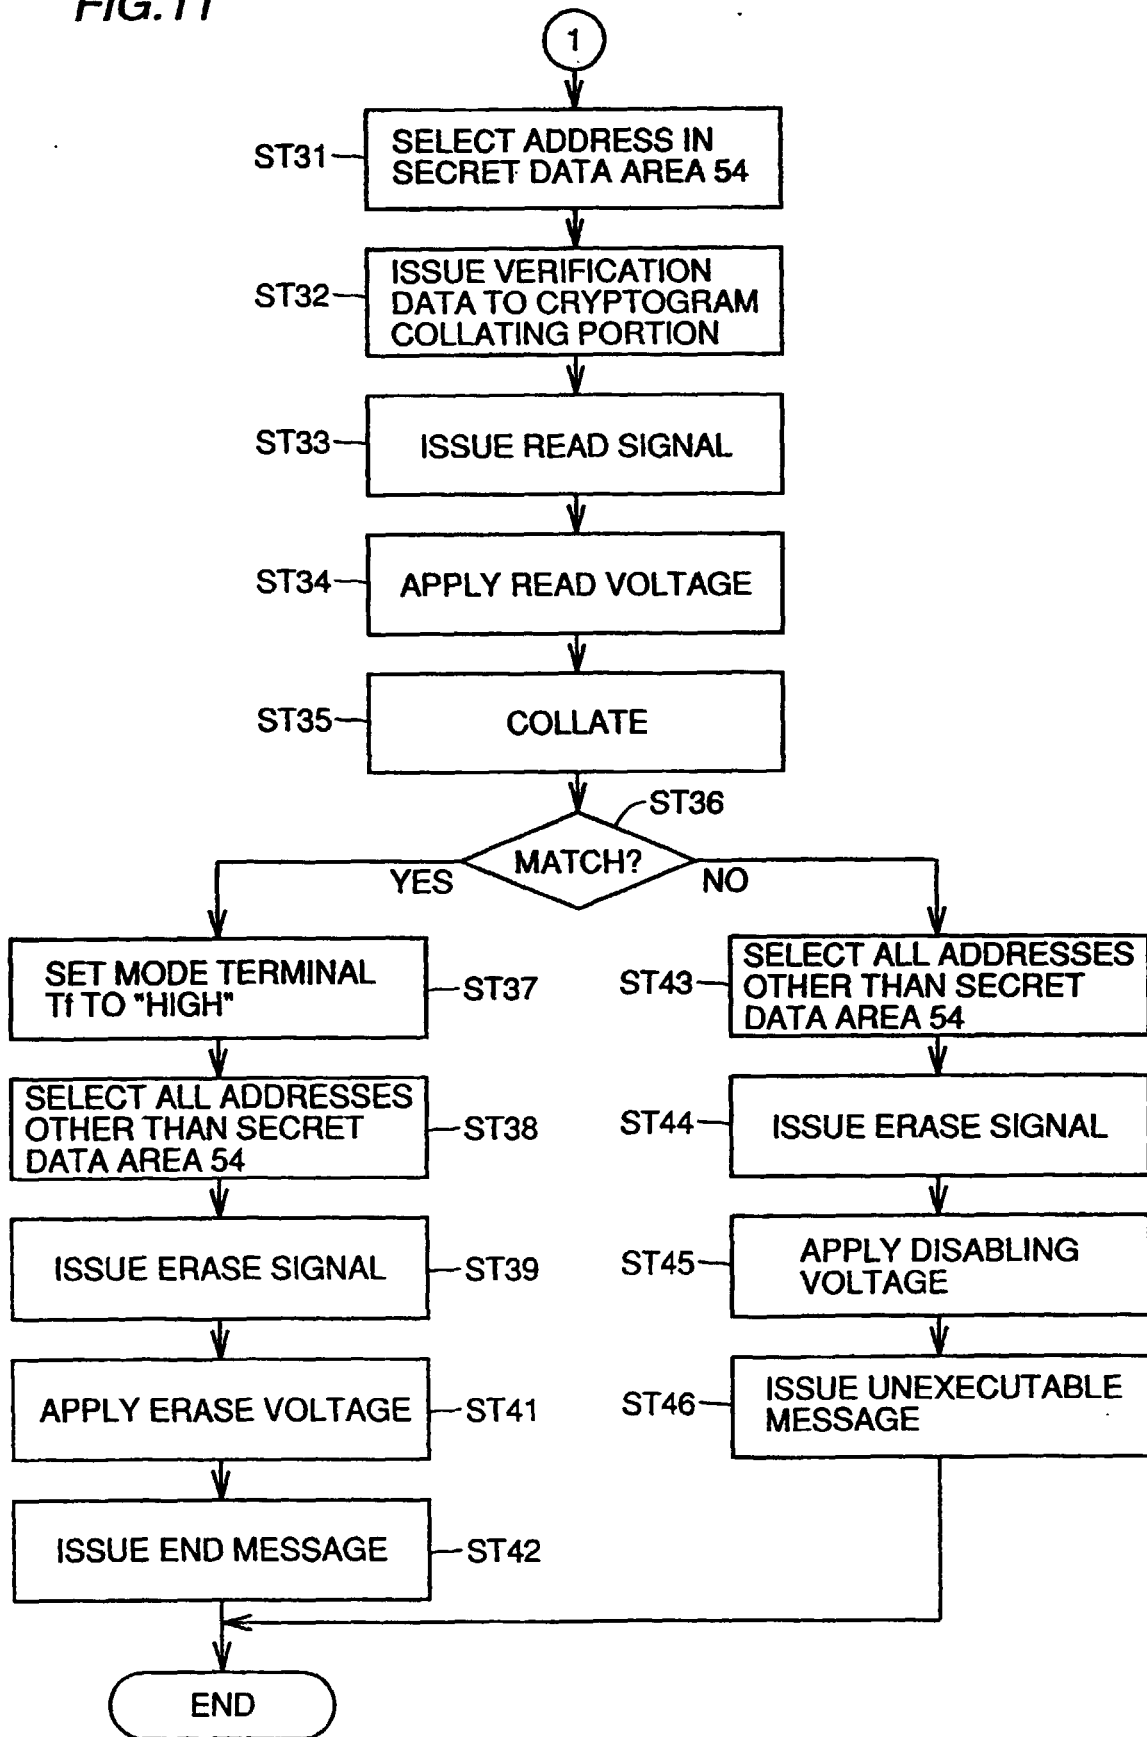 FIG.11
1
ST31
SELECT ADDRESS IN
SECRET DATA AREA 54
ST32
ISSUE VERIFICATION
DATA TO CRYPTOGRAM
COLLATING PORTION
ST33
ISSUE READ SIGNAL
ST34
APPLY READ VOLTAGE
ST35
COLLATE
ST36
MATCH?
YES
NO
SET MODE TERMINAL
Tf TO "HIGH"
ST37
SELECT ALL ADDRESSES
OTHER THAN SECRET
DATA AREA 54
ST38
ISSUE ERASE SIGNAL
ST39
APPLY ERASE VOLTAGE
ST41
ISSUE END MESSAGE
ST42
ST43
SELECT ALL ADDRESSES
OTHER THAN SECRET
DATA AREA 54
ST44
ISSUE ERASE SIGNAL
ST45
APPLY DISABLING
VOLTAGE
ST46
ISSUE UNEXECUTABLE
MESSAGE
END